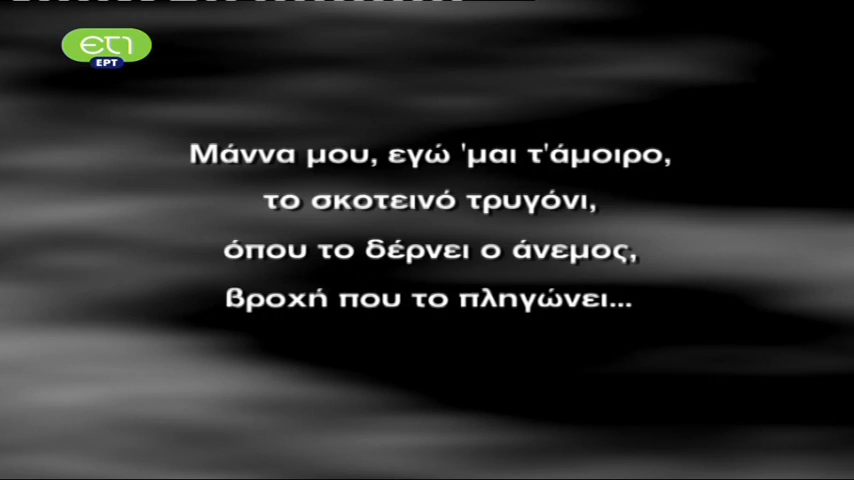 ετ1
ΕΡΤ
Μάννα μου, εγώ 'μαι τ'άμοιρο,
το σκοτεινό τρυγόνι,
όπου το δέρνει ο άνεμος,
βροχή που το πληγώνει...